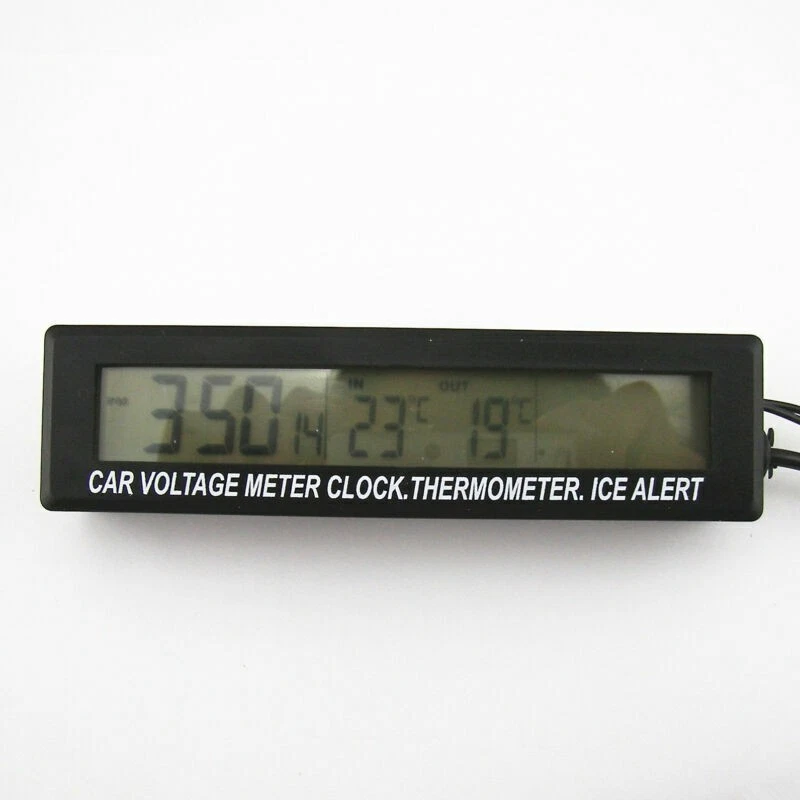 IN OUT
350 14 23°C 19°C
CAR VOLTAGE METER CLOCK.THERMOMETER. ICE ALERT